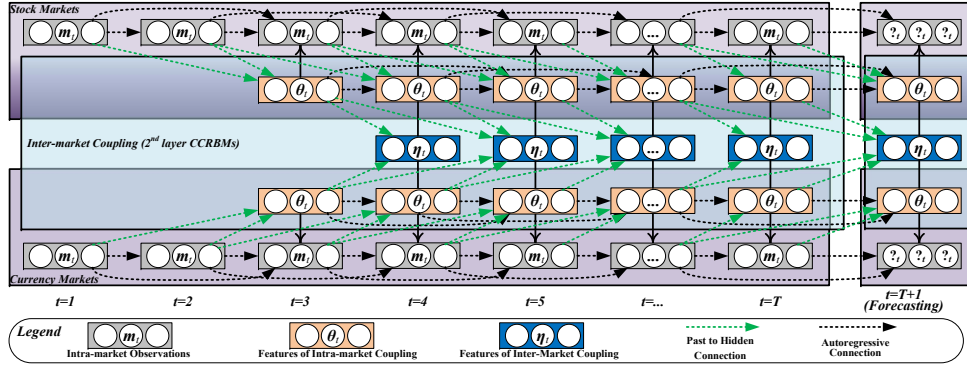 Stock Markets
m_t m_t m_t m_t m_t ... m_t ?_t ?_t ?_t
θ_t θ_t θ_t ... θ_t θ_t
Inter-market Coupling (2nd layer CCRBMs)
η_t η_t ... η_t η_t
θ_t θ_t θ_t ... θ_t θ_t
m_t m_t m_t m_t m_t ... m_t ?_t ?_t ?_t
Currency Markets
t=1 t=2 t=3 t=4 t=5 t=... t=T t=T+1
(Forecasting)
Legend
m_t θ_t η_t
Intra-market Observations
Features of Intra-market Coupling
Features of Inter-Market Coupling
Past to Hidden
Connection
Autoregressive
Connection